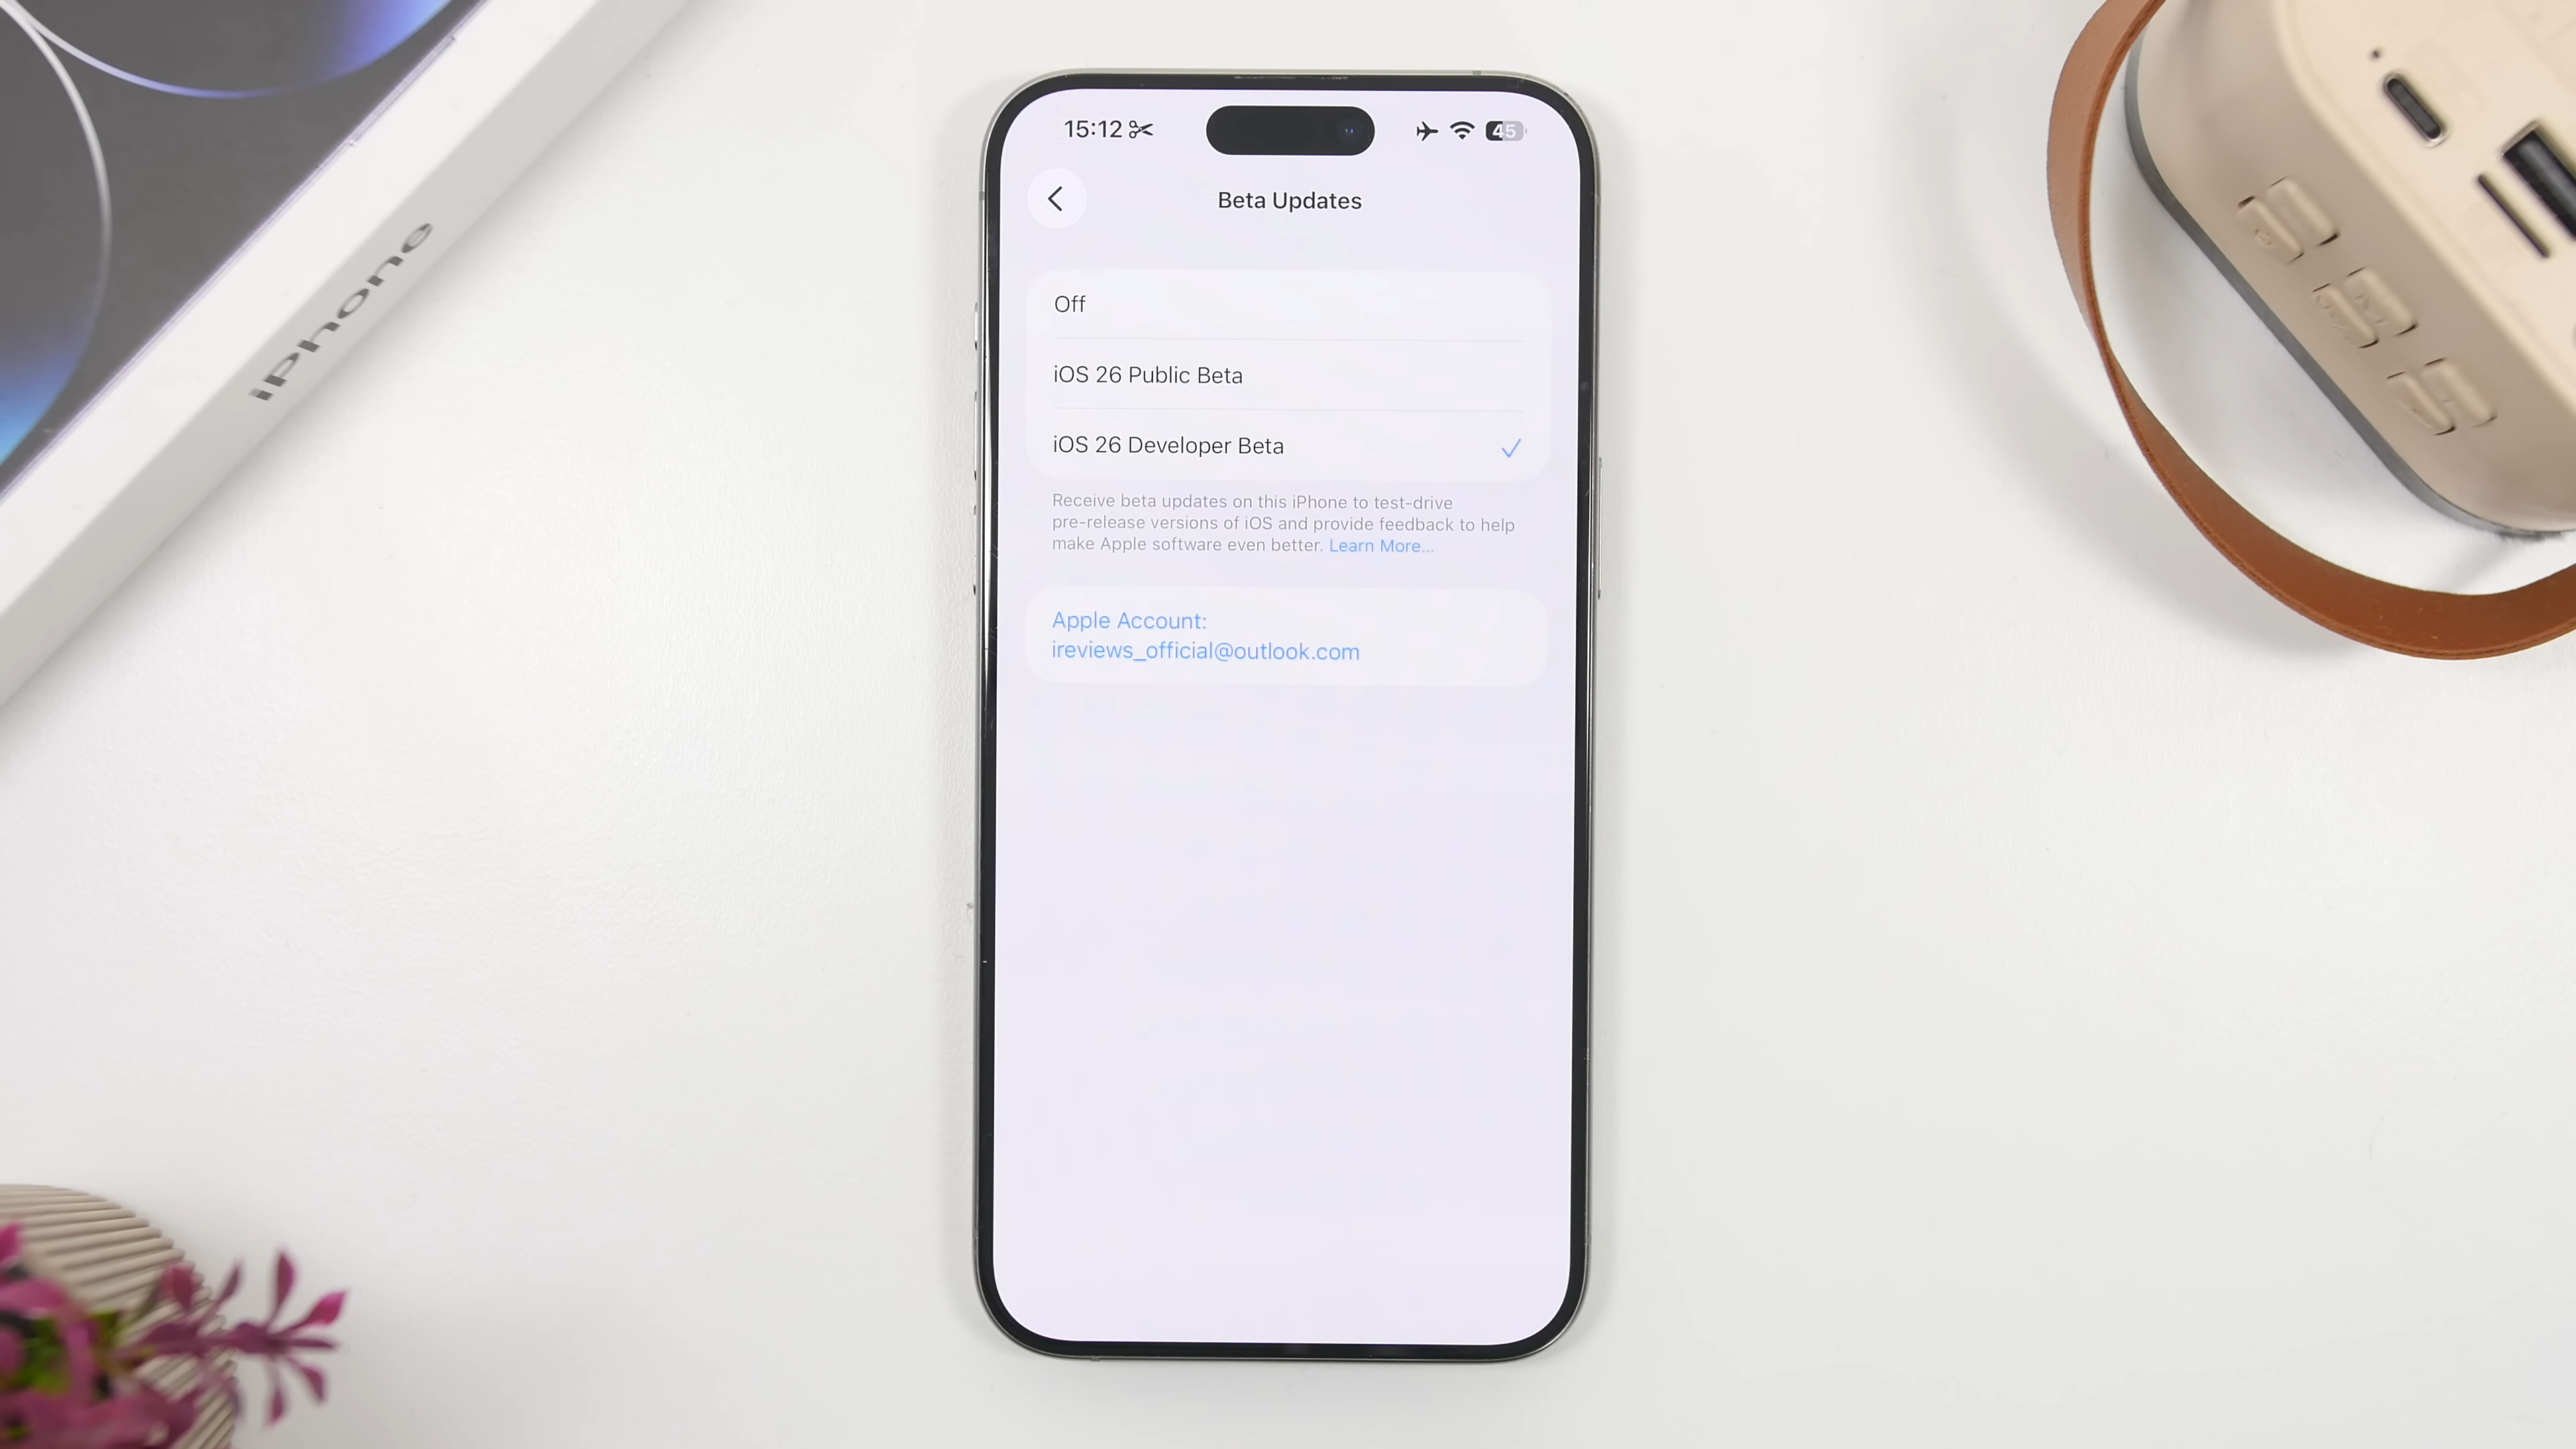 iPhone
15:12
45
Beta Updates
Off
iOS 26 Public Beta
iOS 26 Developer Beta
Receive beta updates on this iPhone to test-drive
pre-release versions of iOS and provide feedback to help
make Apple software even better. Learn More...
Apple Account:
ireviews_official@outlook.com